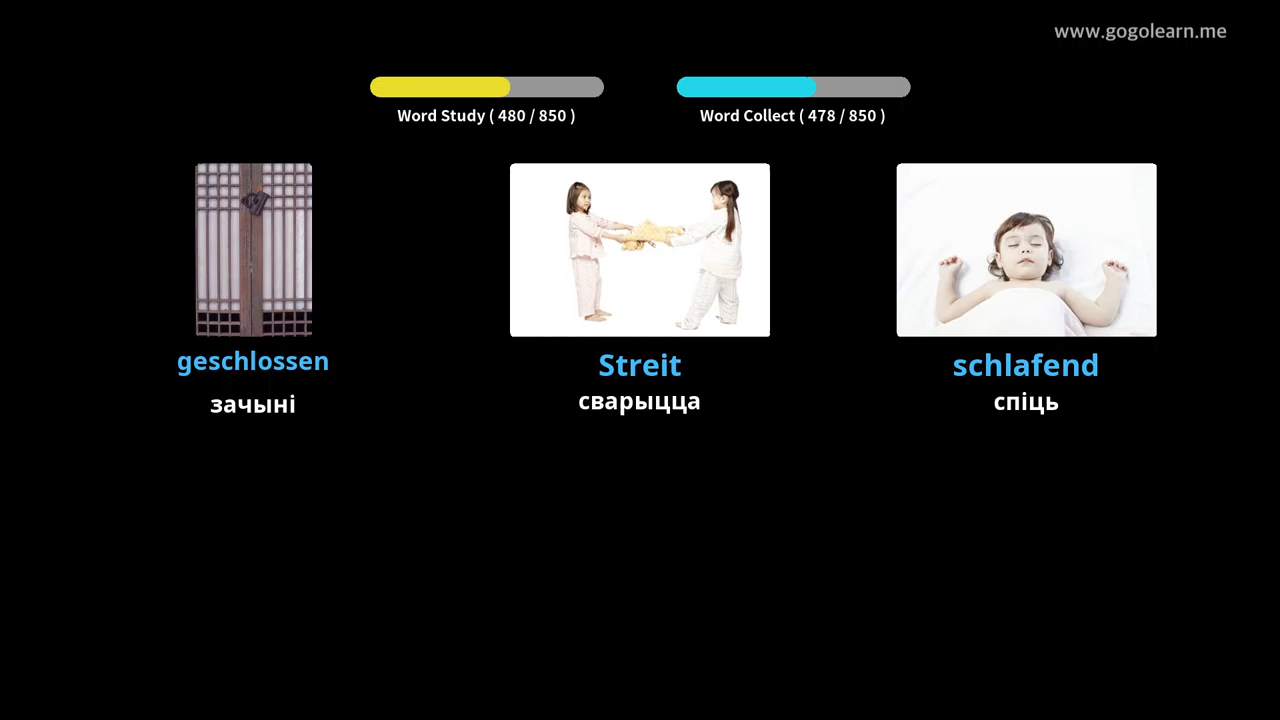 www.gogolearn.me
Word Study ( 480 / 850 )
Word Collect ( 478 / 850 )
geschlossen
зачыні
Streit
сварыцца
schlafend
спіць